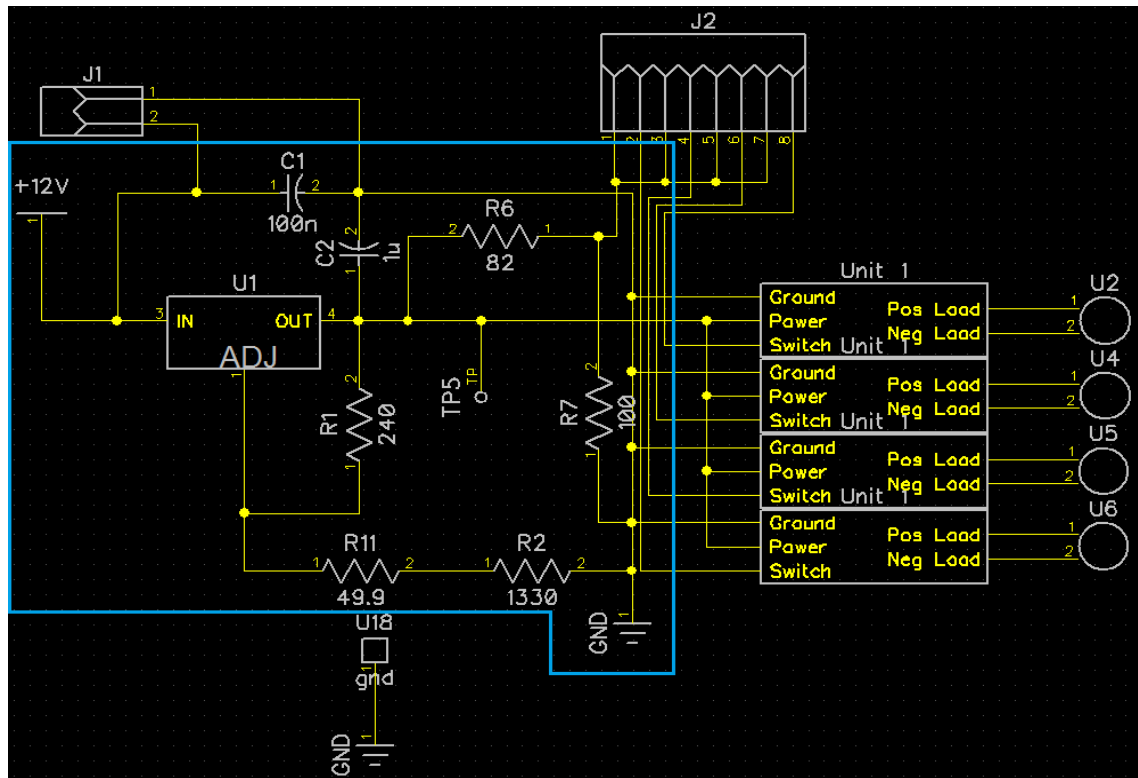 J2
J1
1
2
1
2
3
4
5
6
7
8
+12V
1
C1
1
2
100n
R6
2
1
82
C2
2
1
1u
U1
3
IN
OUT
4
ADJ
1
TP5
TP
R1
2
1
240
R7
2
1
100
R11
1
2
49.9
R2
1
2
1330
GND
1
U18
1
gnd
GND
1
Unit 1
Ground
Power
Switch
Pos Load
Neg Load
1
2
U2
Unit 1
Ground
Power
Switch
Pos Load
Neg Load
1
2
U4
Unit 1
Ground
Power
Switch
Pos Load
Neg Load
1
2
U5
Unit 1
Ground
Power
Switch
Pos Load
Neg Load
1
2
U6